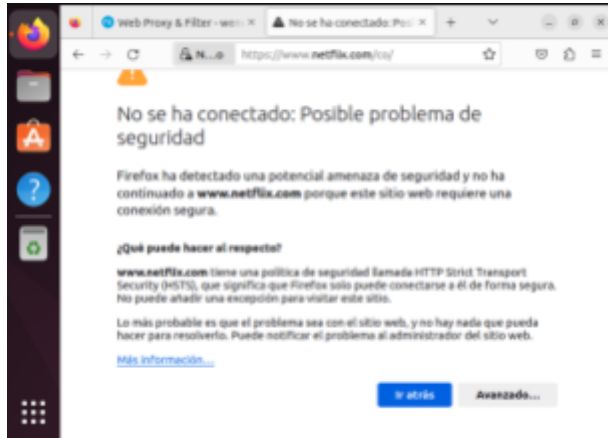 Web Proxy & Filter - wen
No se ha conectado: Posi
N...o
https://www.netflix.com/co/
No se ha conectado: Posible problema de
seguridad
Firefox ha detectado una potencial amenaza de seguridad y no ha
continuado a www.netflix.com porque este sitio web requiere una
conexión segura.
¿Qué puede hacer al respecto?
www.netflix.com tiene una política de seguridad llamada HTTP Strict Transport
Security (HSTS), que significa que Firefox solo puede conectarse a él de forma segura.
No puede añadir una excepción para visitar este sitio.
Lo más probable es que el problema sea con el sitio web, y no hay nada que pueda
hacer para resolverlo. Puede notificar el problema al administrador del sitio web.
Más información...
Ir atrás
Avanzado...